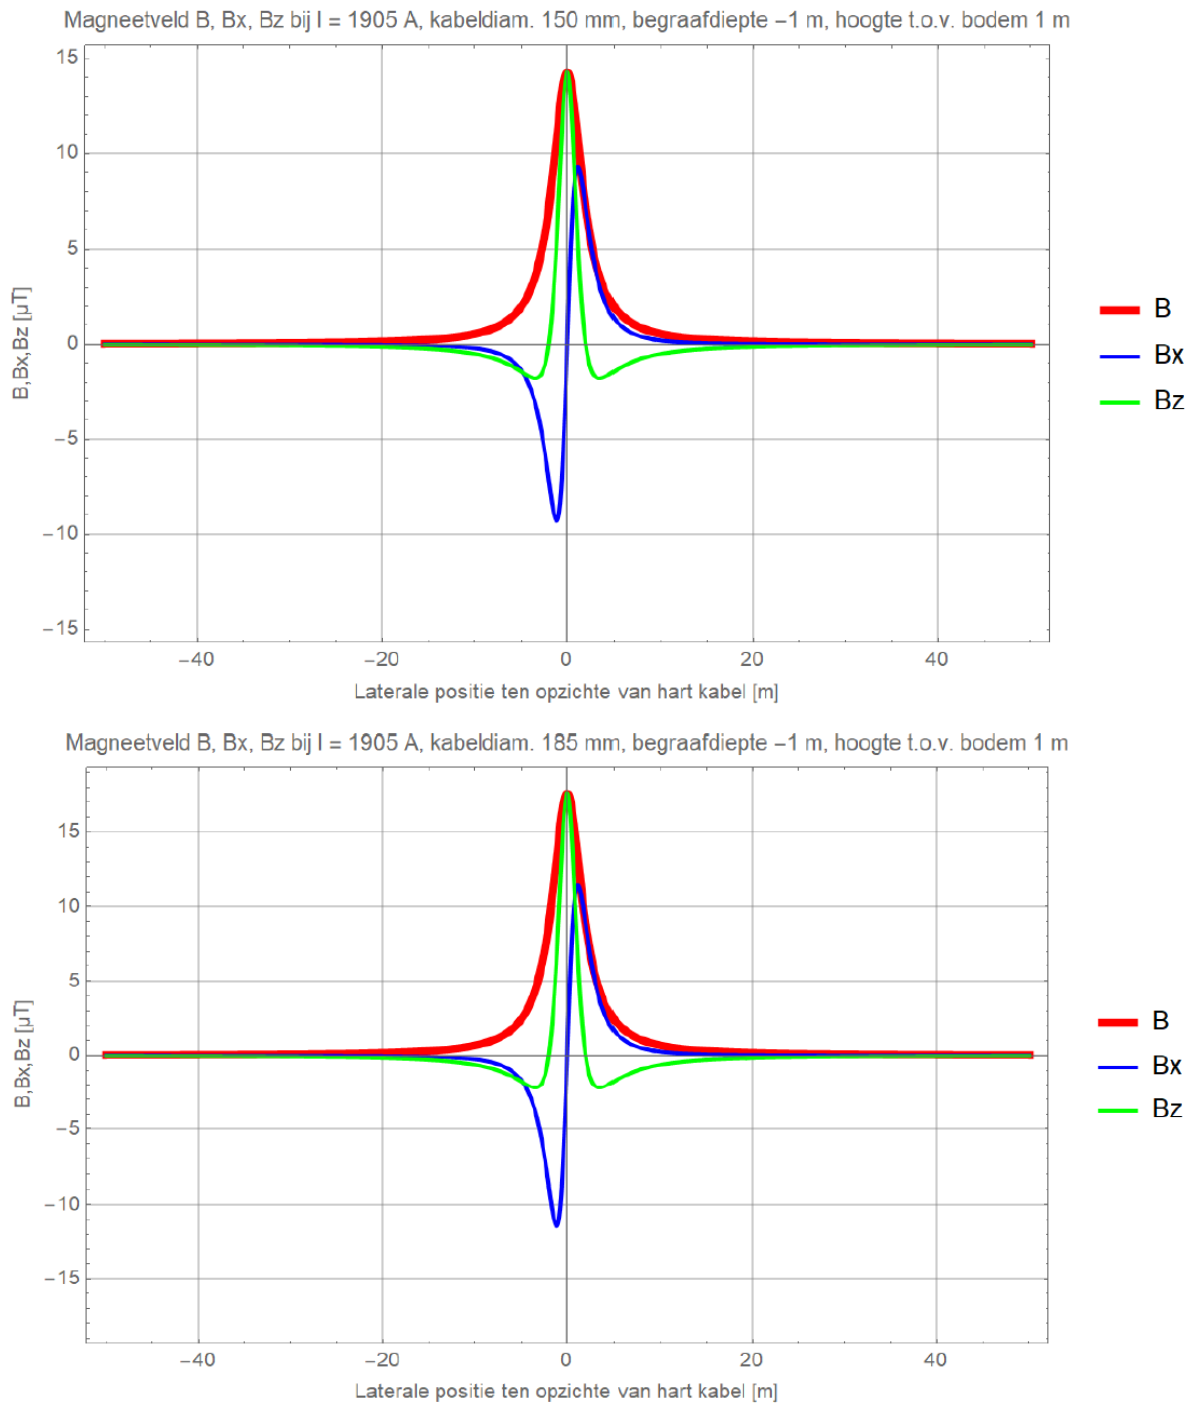 Magneetveld B, Bx, Bz bij I = 1905 A, kabeldiam. 150 mm, begraafdiepte −1 m, hoogte t.o.v. bodem 1 m
15
10
5
0
−5
−10
−15
B,Bx,Bz [µT]
−40
−20
0
20
40
Laterale positie ten opzichte van hart kabel [m]
B
Bx
Bz
Magneetveld B, Bx, Bz bij I = 1905 A, kabeldiam. 185 mm, begraafdiepte −1 m, hoogte t.o.v. bodem 1 m
15
10
5
0
−5
−10
−15
B,Bx,Bz [µT]
−40
−20
0
20
40
Laterale positie ten opzichte van hart kabel [m]
B
Bx
Bz